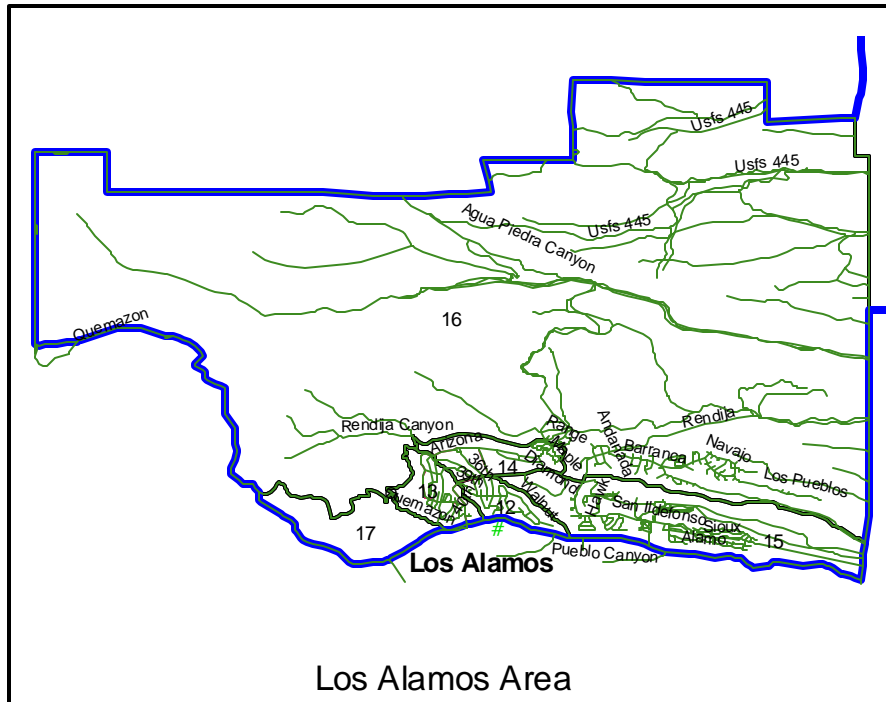 Usfs 445
Usfs 445
Agua Piedra Canyon
Usfs 445
Quemazon
16
Rendija
Rendija Canyon
Range
Andanada
Arizona
Barranca
Navajo
Maple
36th
14
Diamond
Los Pueblos
39th
13
Quemazon
12
Walnut
Hawk
San Ildefonso
Sioux
17
#
Alamo
15
Pueblo Canyon
Los Alamos
Los Alamos Area